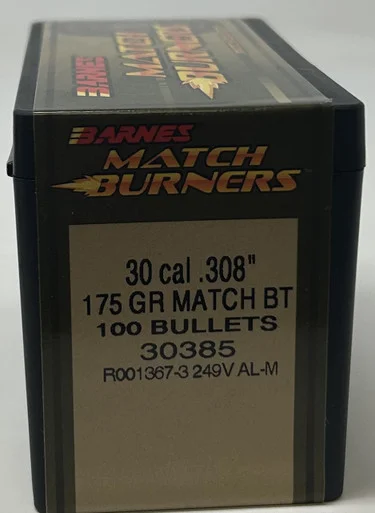 BARNES
MATCH
BURNERS
BARNES
MATCH
BURNERS
30 cal .308"
175 GR MATCH BT
100 BULLETS
30385
R001367-3 249V AL-M